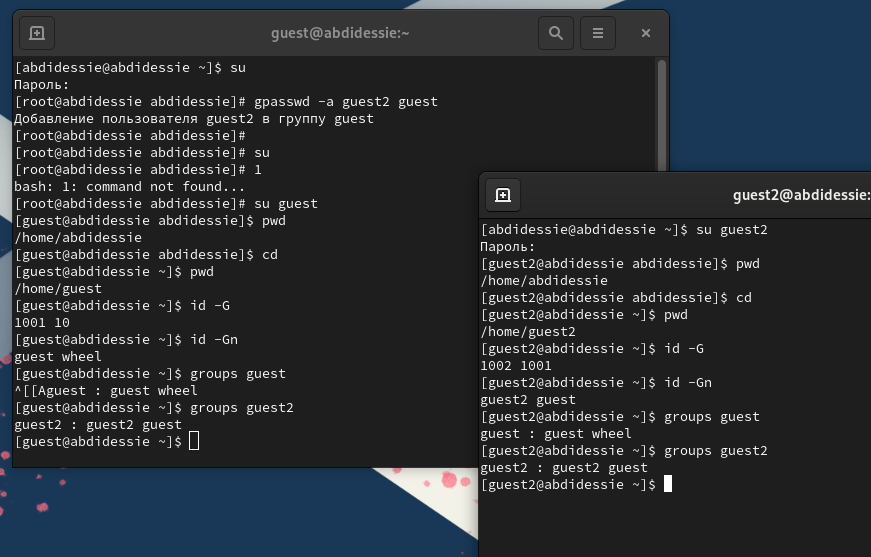 guest@abdidessie:~
[abdidessie@abdidessie ~]$ su
Пароль:
[root@abdidessie abdidessie]# gpasswd -a guest2 guest
Добавление пользователя guest2 в группу guest
[root@abdidessie abdidessie]#
[root@abdidessie abdidessie]# su
[root@abdidessie abdidessie]# 1
bash: 1: command not found...
[root@abdidessie abdidessie]# su guest
[guest@abdidessie abdidessie]$ pwd
/home/abdidessie
[guest@abdidessie abdidessie]$ cd
[guest@abdidessie ~]$ pwd
/home/guest
[guest@abdidessie ~]$ id -G
1001 10
[guest@abdidessie ~]$ id -Gn
guest wheel
[guest@abdidessie ~]$ groups guest
^[[Aguest : guest wheel
[guest@abdidessie ~]$ groups guest2
guest2 : guest2 guest
[guest@abdidessie ~]$
guest2@abdidessie:
[abdidessie@abdidessie ~]$ su guest2
Пароль:
[guest2@abdidessie abdidessie]$ pwd
/home/abdidessie
[guest2@abdidessie abdidessie]$ cd
[guest2@abdidessie ~]$ pwd
/home/guest2
[guest2@abdidessie ~]$ id -G
1002 1001
[guest2@abdidessie ~]$ id -Gn
guest2 guest
[guest2@abdidessie ~]$ groups guest
guest : guest wheel
[guest2@abdidessie ~]$ groups guest2
guest2 : guest2 guest
[guest2@abdidessie ~]$